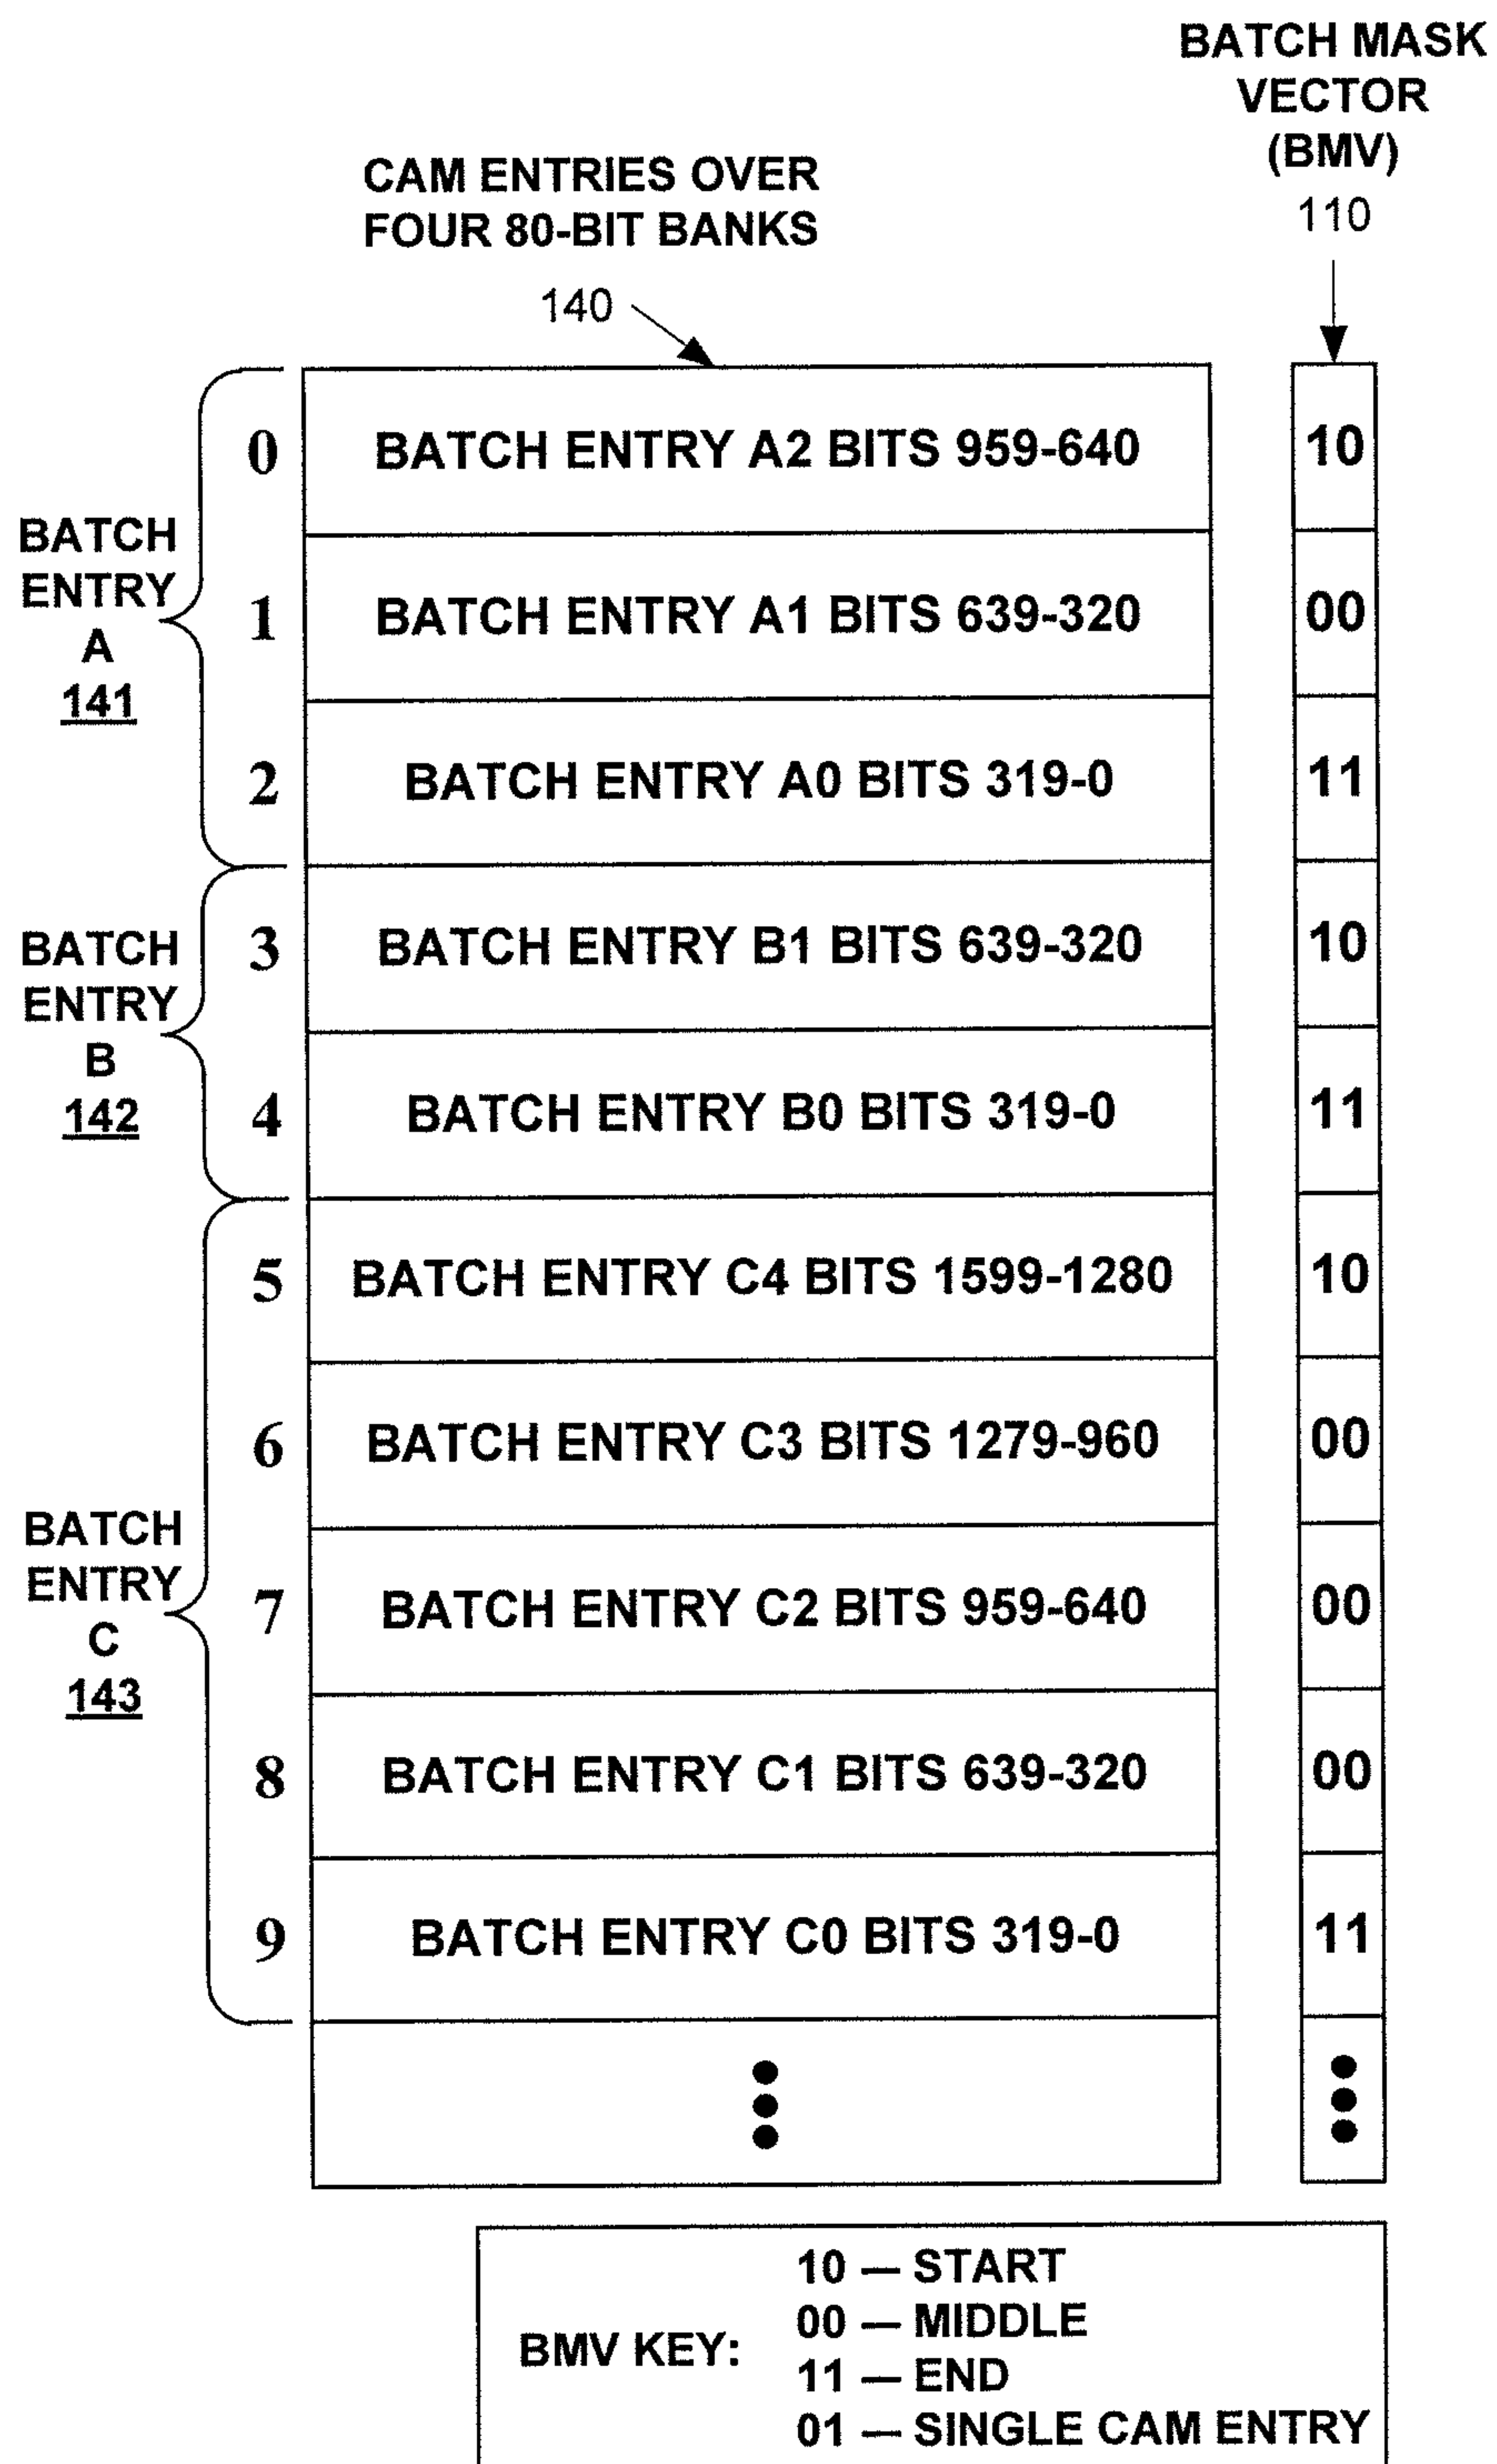 BATCH MASK
VECTOR
(BMV)
110
CAM ENTRIES OVER
FOUR 80-BIT BANKS
140
BATCH
ENTRY
A
141
0
BATCH ENTRY A2 BITS 959-640
10
1
BATCH ENTRY A1 BITS 639-320
00
2
BATCH ENTRY A0 BITS 319-0
11
BATCH
ENTRY
B
142
3
BATCH ENTRY B1 BITS 639-320
10
4
BATCH ENTRY B0 BITS 319-0
11
BATCH
ENTRY
C
143
5
BATCH ENTRY C4 BITS 1599-1280
10
6
BATCH ENTRY C3 BITS 1279-960
00
7
BATCH ENTRY C2 BITS 959-640
00
8
BATCH ENTRY C1 BITS 639-320
00
9
BATCH ENTRY C0 BITS 319-0
11
BMV KEY:
10 — START
00 — MIDDLE
11 — END
01 — SINGLE CAM ENTRY